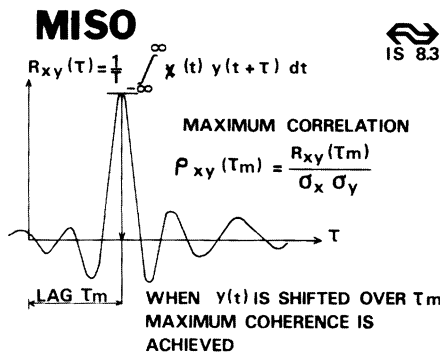 MISO
IS 8.3
Rxy(τ)=1/T ∫ x(t) y(t+τ) dt
∞
-∞
MAXIMUM CORRELATION
ρxy(τm) = Rxy(τm) / σx σy
τ
LAG τm
WHEN y(t) IS SHIFTED OVER τm
MAXIMUM COHERENCE IS
ACHIEVED